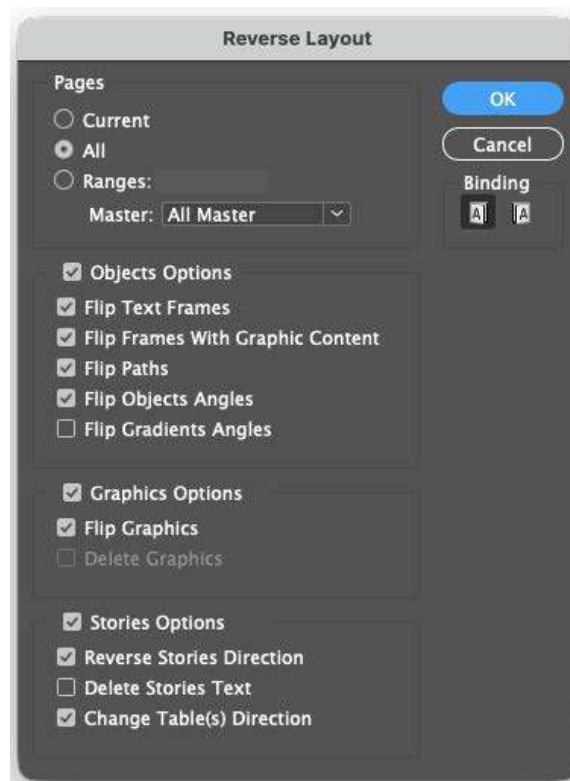 Reverse Layout
Pages
Current
All
Ranges:
Master: All Master
OK
Cancel
Binding
A A
Objects Options
Flip Text Frames
Flip Frames With Graphic Content
Flip Paths
Flip Objects Angles
Flip Gradients Angles
Graphics Options
Flip Graphics
Delete Graphics
Stories Options
Reverse Stories Direction
Delete Stories Text
Change Table(s) Direction